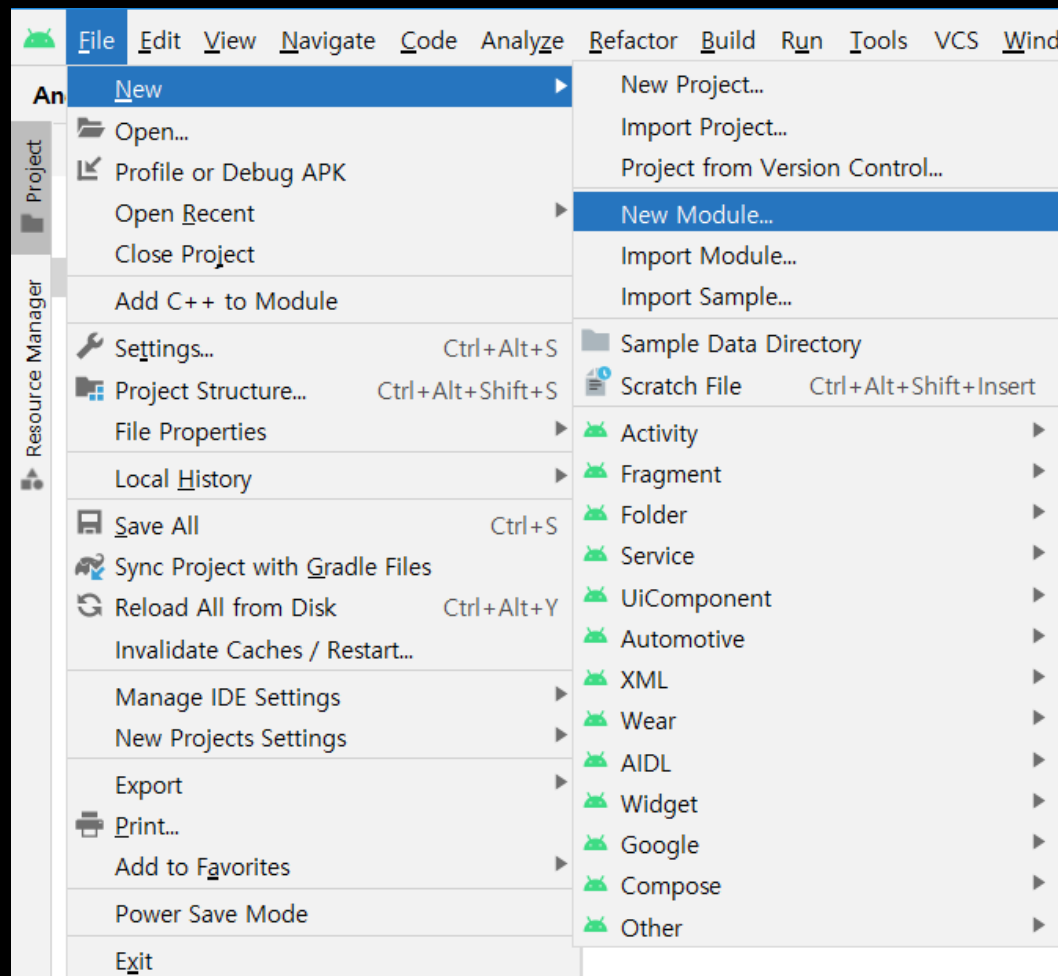 File Edit View Navigate Code Analyze Refactor Build Run Tools VCS
New
Open...
Profile or Debug APK
Open Recent
Close Project
Add C++ to Module
Settings... Ctrl+Alt+S
Project Structure... Ctrl+Alt+Shift+S
File Properties
Local History
Save All Ctrl+S
Sync Project with Gradle Files
Reload All from Disk Ctrl+Alt+Y
Invalidate Caches / Restart...
Manage IDE Settings
New Projects Settings
Export
Print...
Add to Favorites
Power Save Mode
Exit
New Project...
Import Project...
Project from Version Control...
New Module...
Import Module...
Import Sample...
Sample Data Directory
Scratch File Ctrl+Alt+Shift+Insert
Activity
Fragment
Folder
Service
UiComponent
Automotive
XML
Wear
AIDL
Widget
Google
Compose
Other
Project
Resource Manager